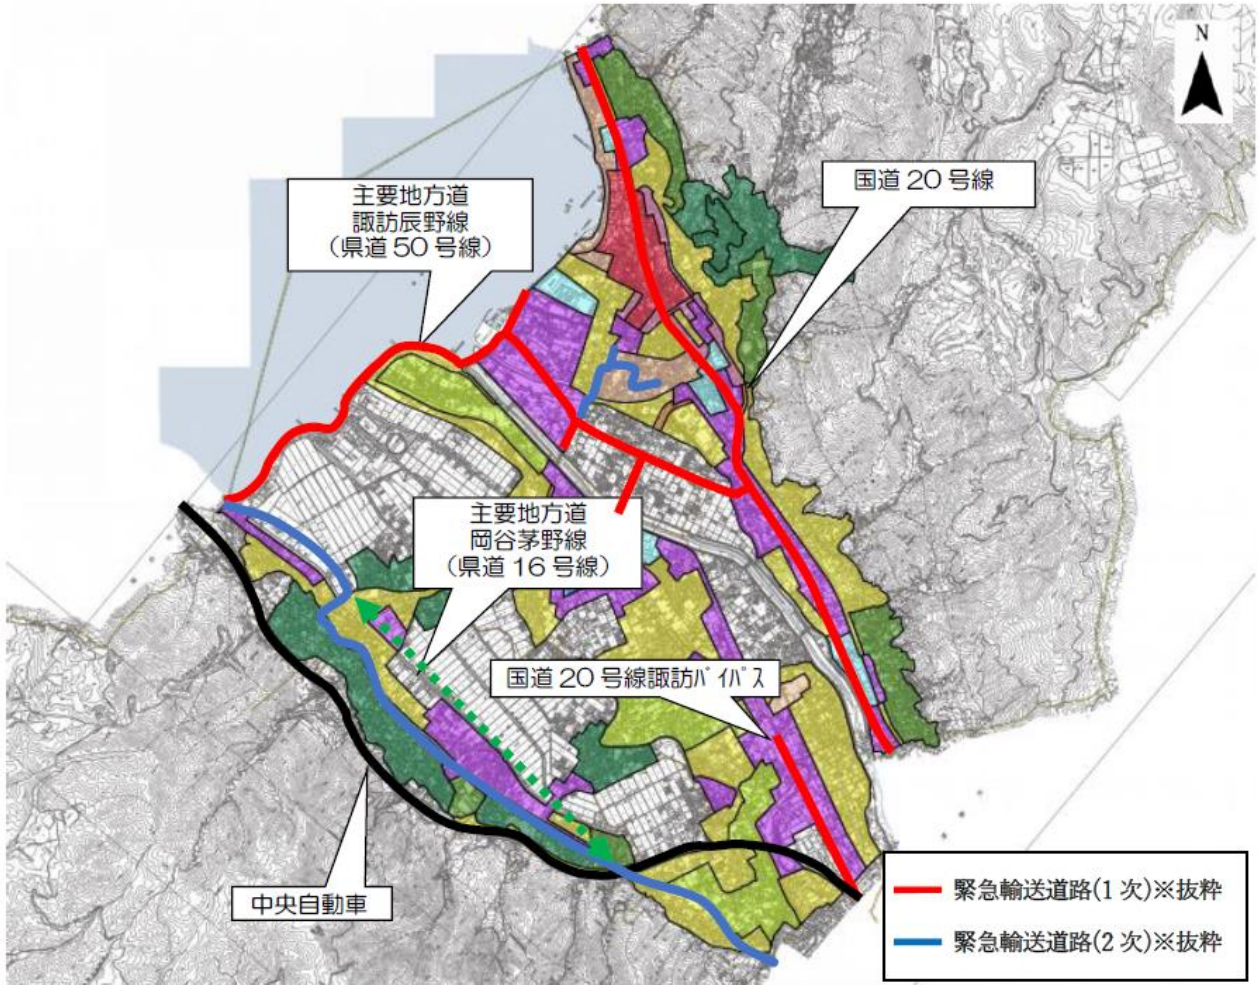 N
国道20号線
主要地方道
諏訪辰野線
(県道50号線)
主要地方道
岡谷茅野線
(県道16号線)
国道20号線諏訪ﾊﾞｲﾊﾟｽ
中央自動車
緊急輸送道路(1次)※抜粋
緊急輸送道路(2次)※抜粋